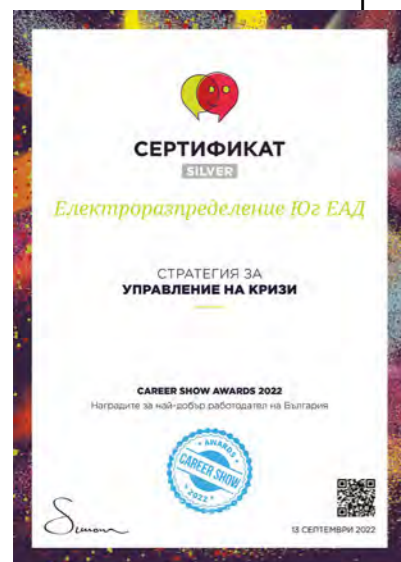 СЕРТИФИКАТ
SILVER
Електроразпределение Юг ЕАД
СТРАТЕГИЯ ЗА
УПРАВЛЕНИЕ НА КРИЗИ
CAREER SHOW AWARDS 2022
Наградите за най-добър работодател на България
AWARDS
CAREER SHOW
2022
13 СЕПТЕМВРИ 2022